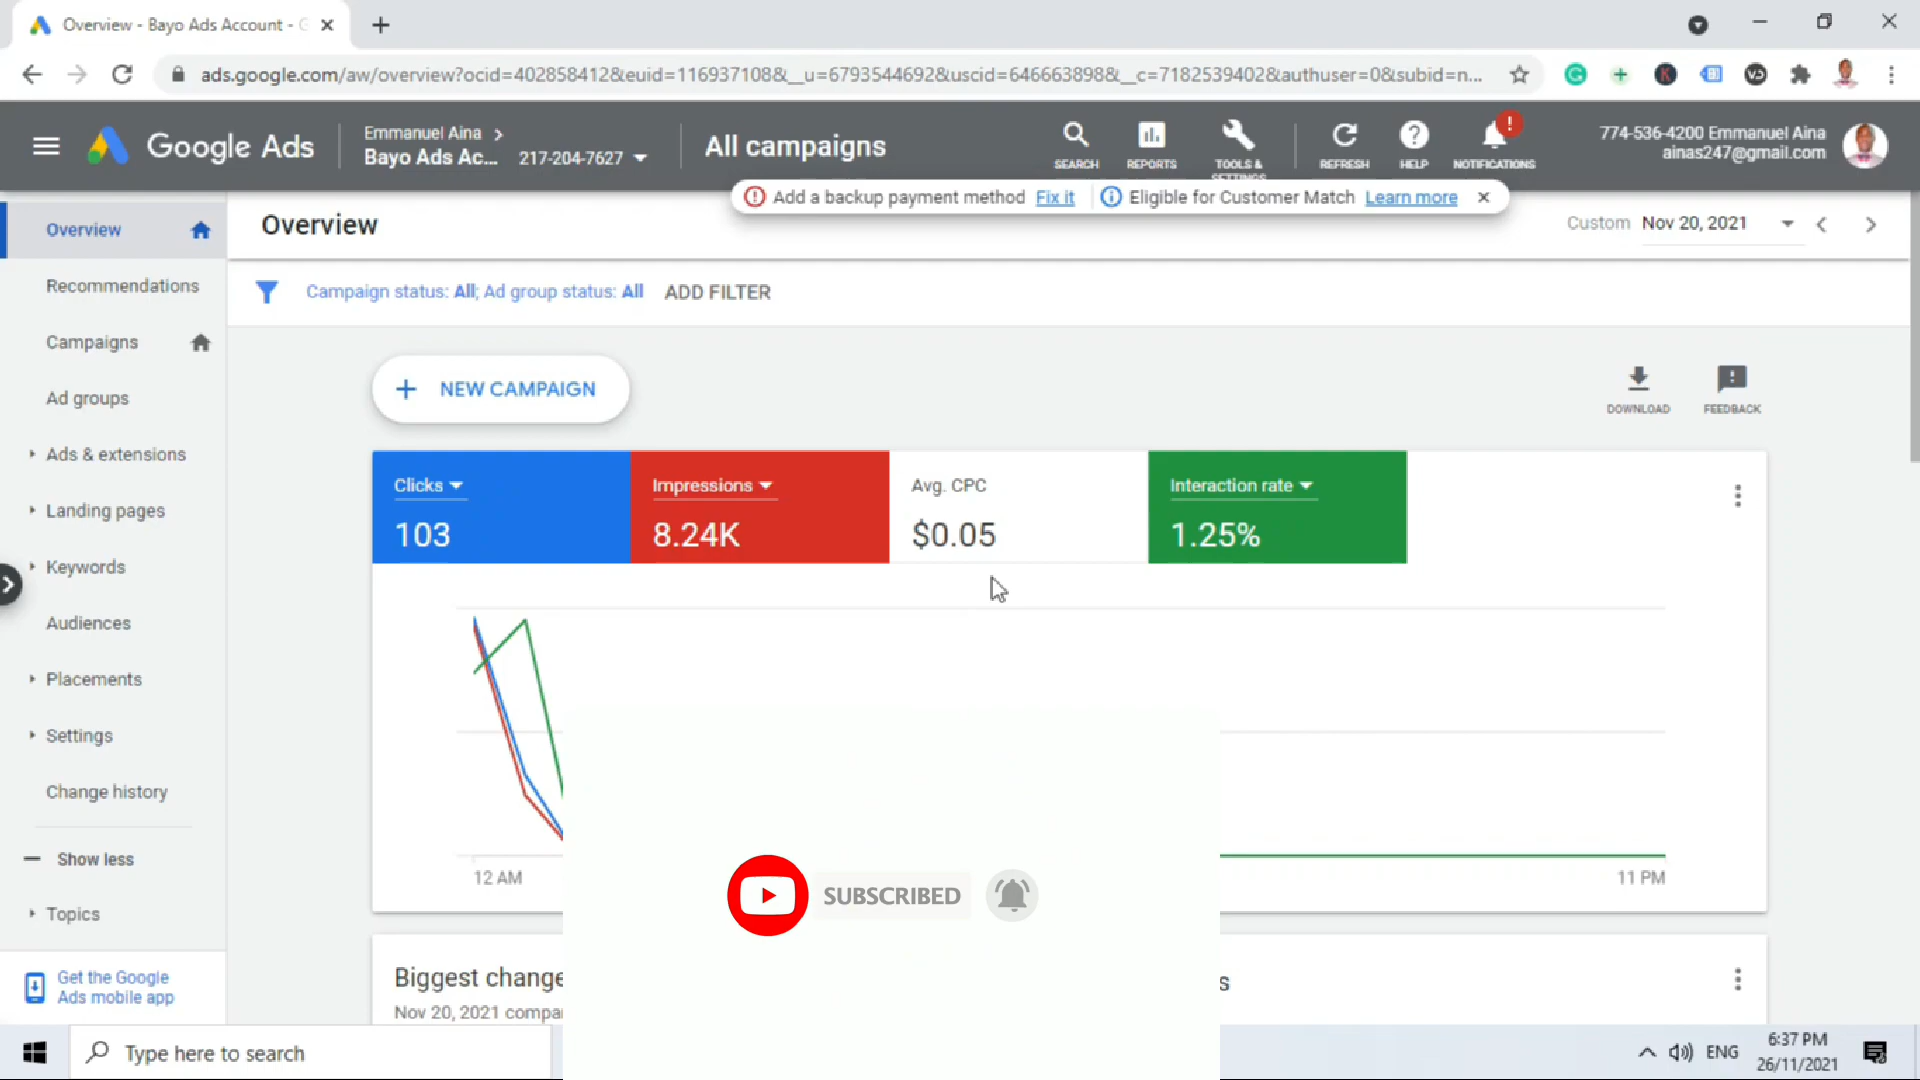 Overview - Bayo Ads Account - G
ads.google.com/aw/overview?ocid=402858412&euid=116937108&__u=6793544692&uscid=646663898&__c=7182539402&authuser=0&subid=n...
Google Ads
Emmanuel Aina >
Bayo Ads Ac... 217-204-7627
All campaigns
SEARCH
REPORTS
TOOLS &
SETTINGS
REFRESH
HELP
NOTIFICATIONS
774-536-4200 Emmanuel Aina
ainas247@gmail.com
Add a backup payment method Fix it
Eligible for Customer Match Learn more
Overview
Custom Nov 20, 2021
Campaign status: All; Ad group status: All ADD FILTER
Overview
Recommendations
Campaigns
Ad groups
Ads & extensions
Landing pages
Keywords
Audiences
Placements
Settings
Change history
Show less
Topics
Get the Google
Ads mobile app
+ NEW CAMPAIGN
DOWNLOAD
FEEDBACK
Clicks
103
Impressions
8.24K
Avg. CPC
$0.05
Interaction rate
1.25%
12 AM
11 PM
SUBSCRIBED
Biggest change
s
Nov 20, 2021 compa
Type here to search
ENG
6:37 PM
26/11/2021